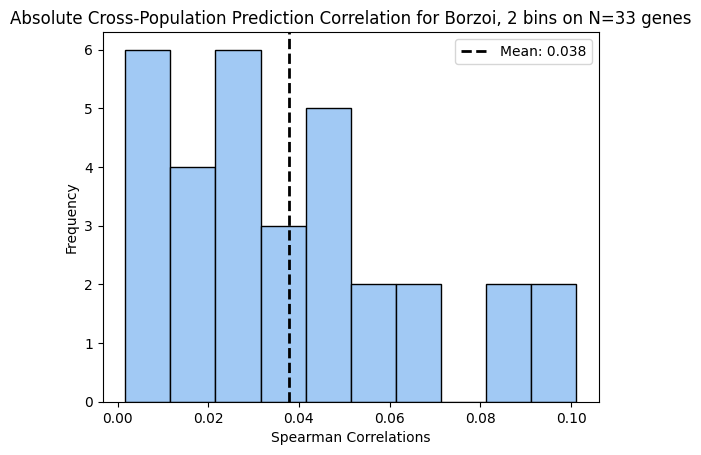 Absolute Cross-Population Prediction Correlation for Borzoi, 2 bins on N=33 genes
Mean: 0.038
6
5
4
3
2
1
0
Frequency
0.00 0.02 0.04 0.06 0.08 0.10
Spearman Correlations